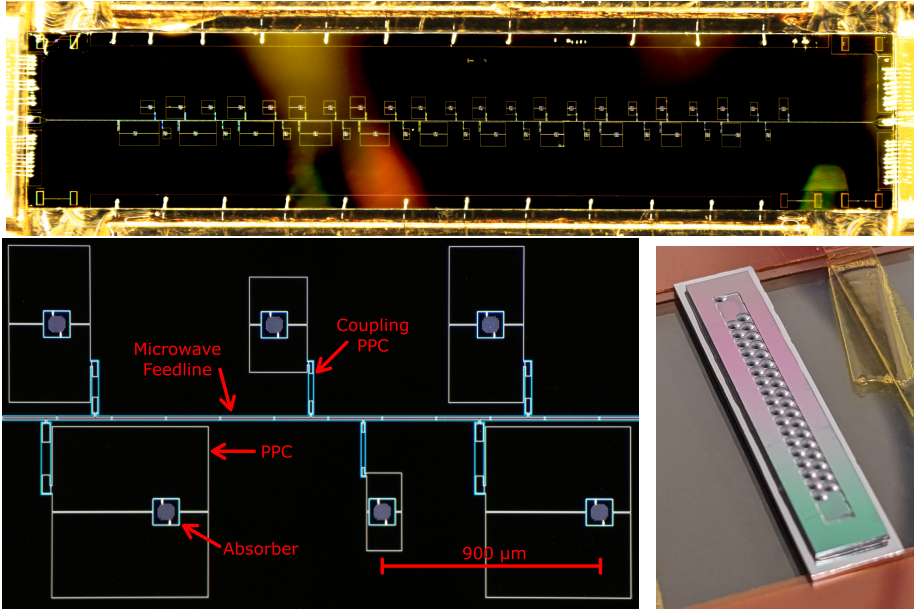 Coupling
PPC
Microwave
Feedline
PPC
Absorber
900 μm